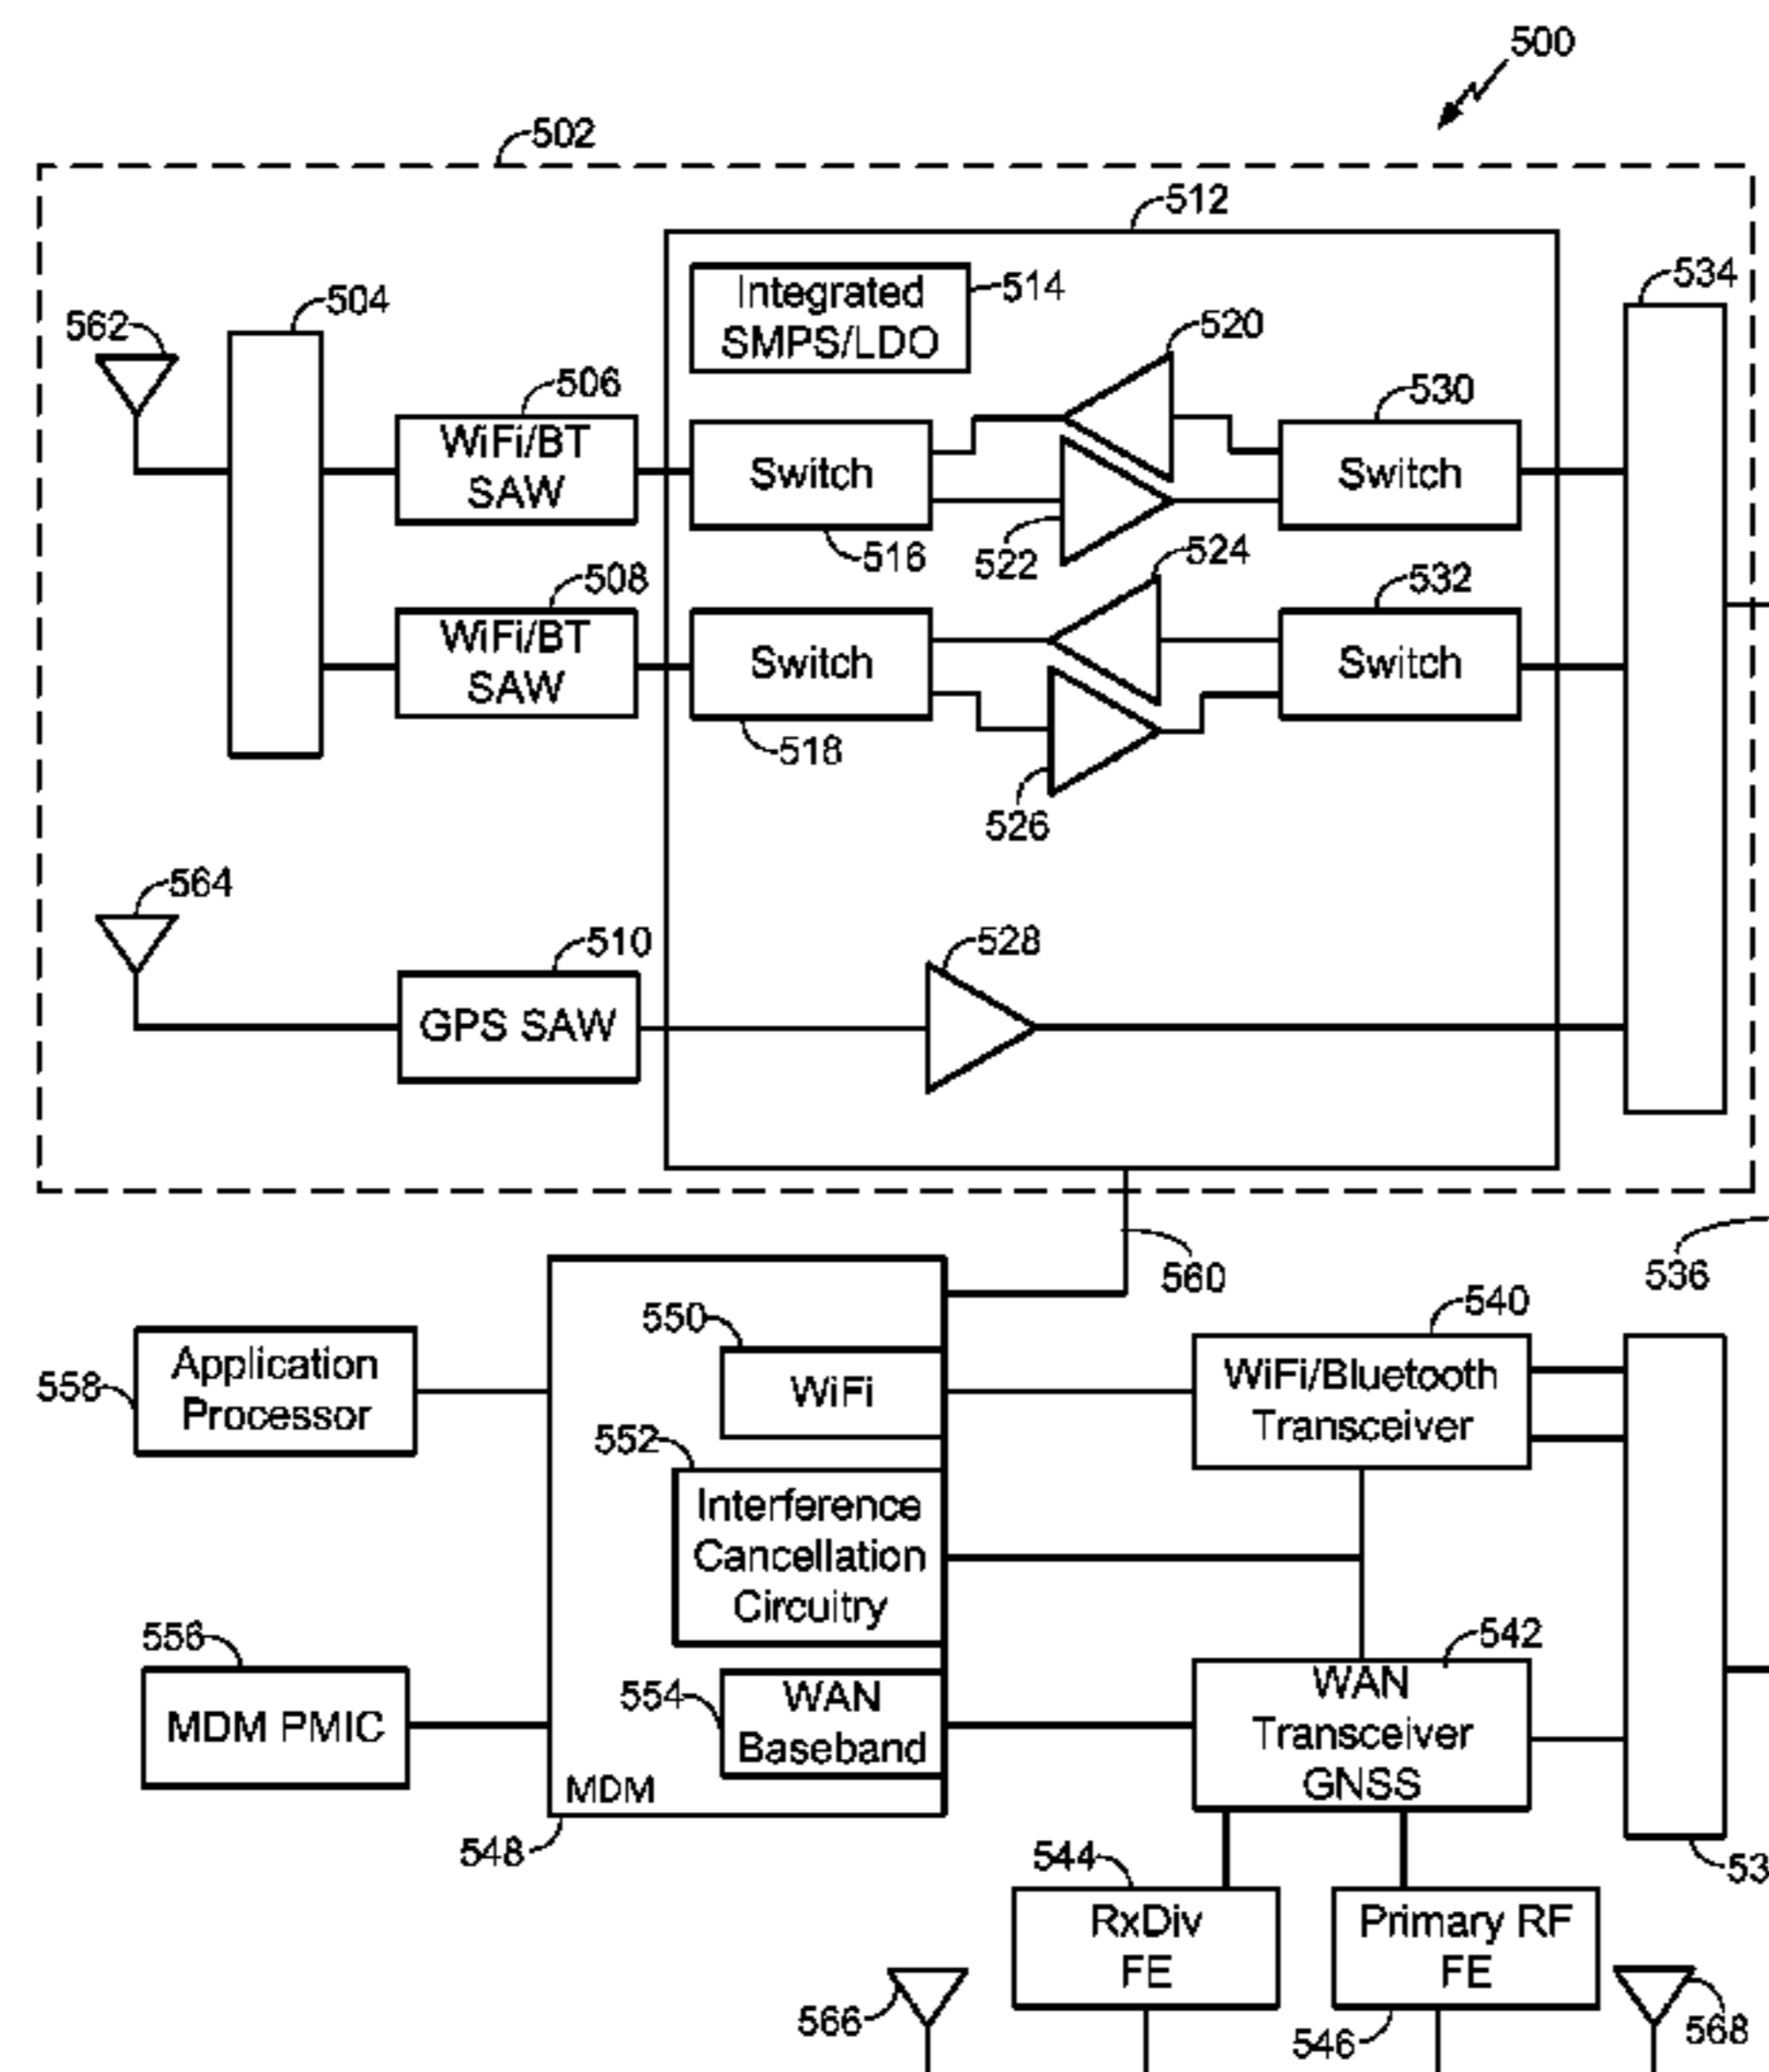 500
502
512
Integrated
SMPS/LDO
514
534
504
562
520
506
530
WiFi/BT
SAW
Switch
Switch
516
522
524
508
532
WiFi/BT
SAW
Switch
Switch
518
526
564
510
528
GPS SAW
560
536
540
550
Application
Processor
558
WiFi
WiFi/Bluetooth
Transceiver
552
Interference
Cancellation
Circuitry
556
542
554
MDM PMIC
WAN
Baseband
WAN
Transceiver
GNSS
MDM
548
544
53
RxDiv
FE
Primary RF
FE
566
546
568